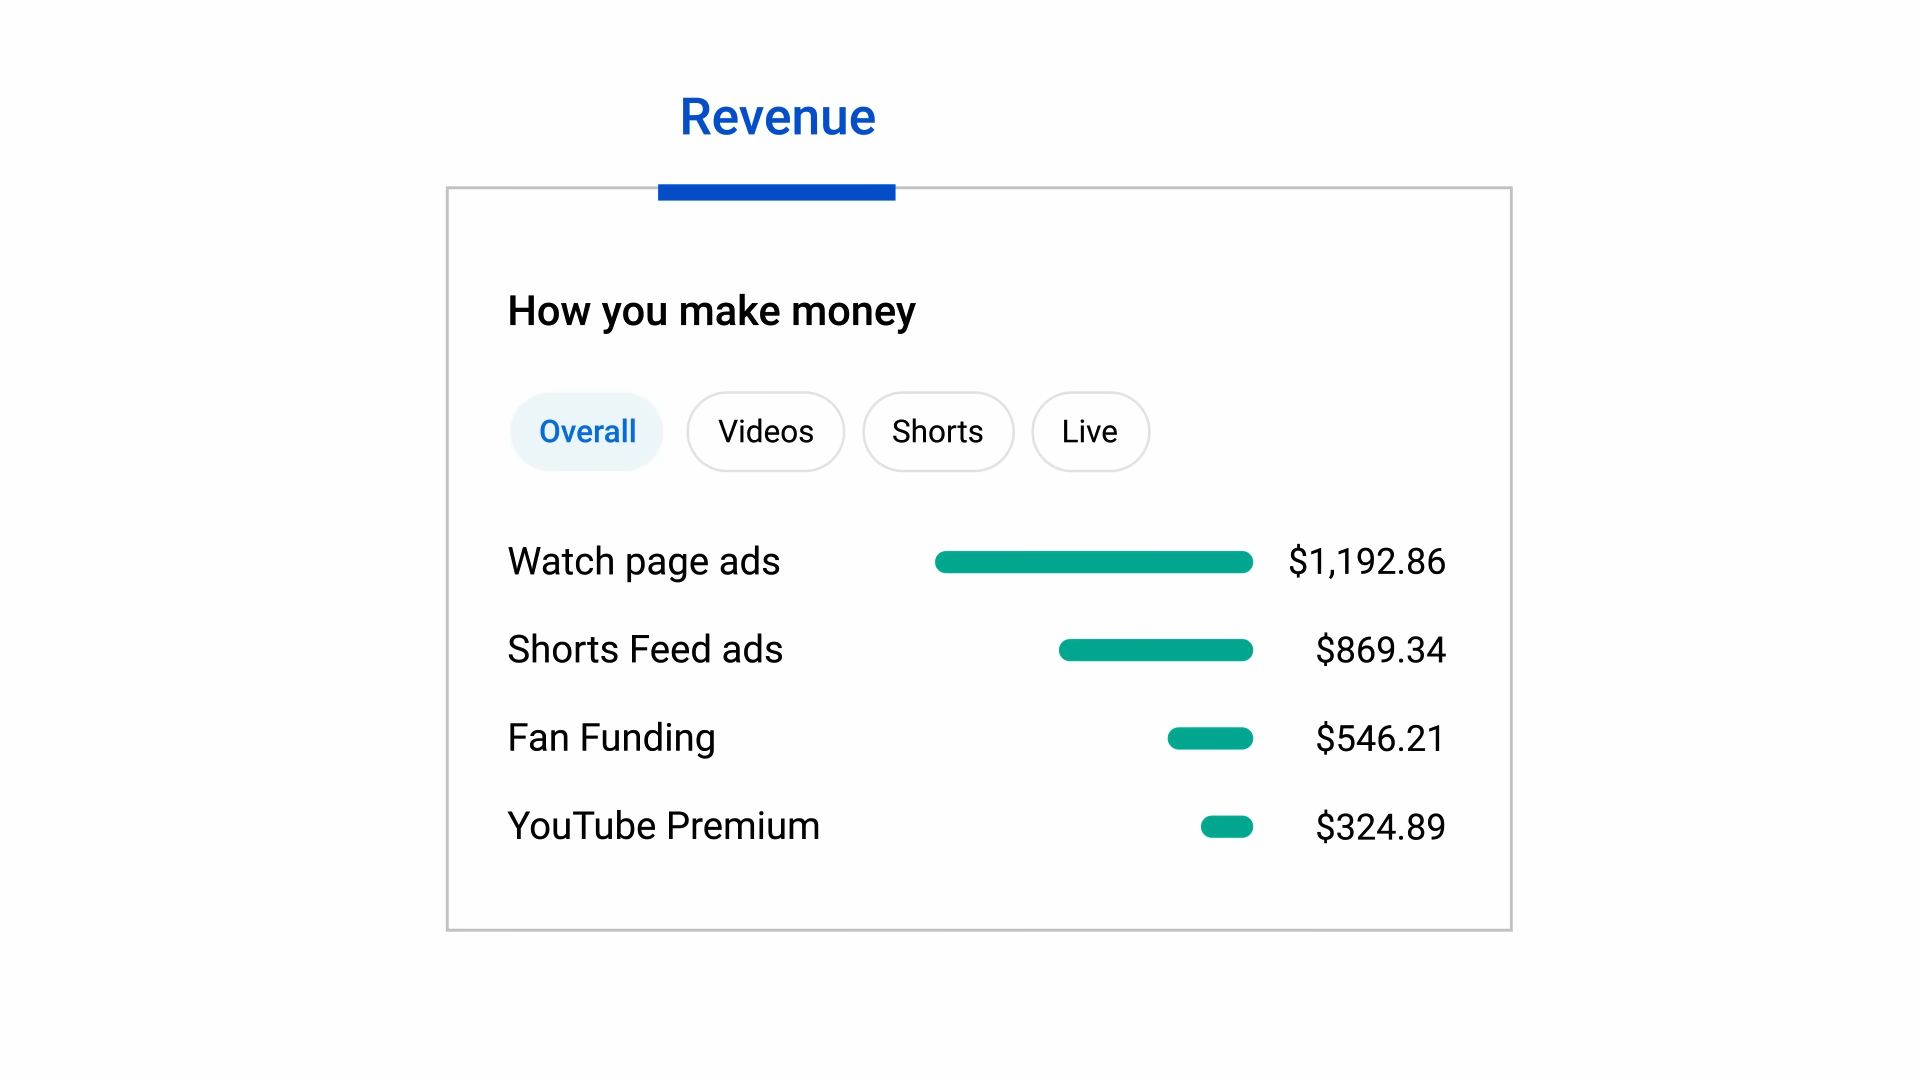 Revenue
How you make money
Overall Videos Shorts Live
Watch page ads $1,192.86
Shorts Feed ads $869.34
Fan Funding $546.21
YouTube Premium $324.89